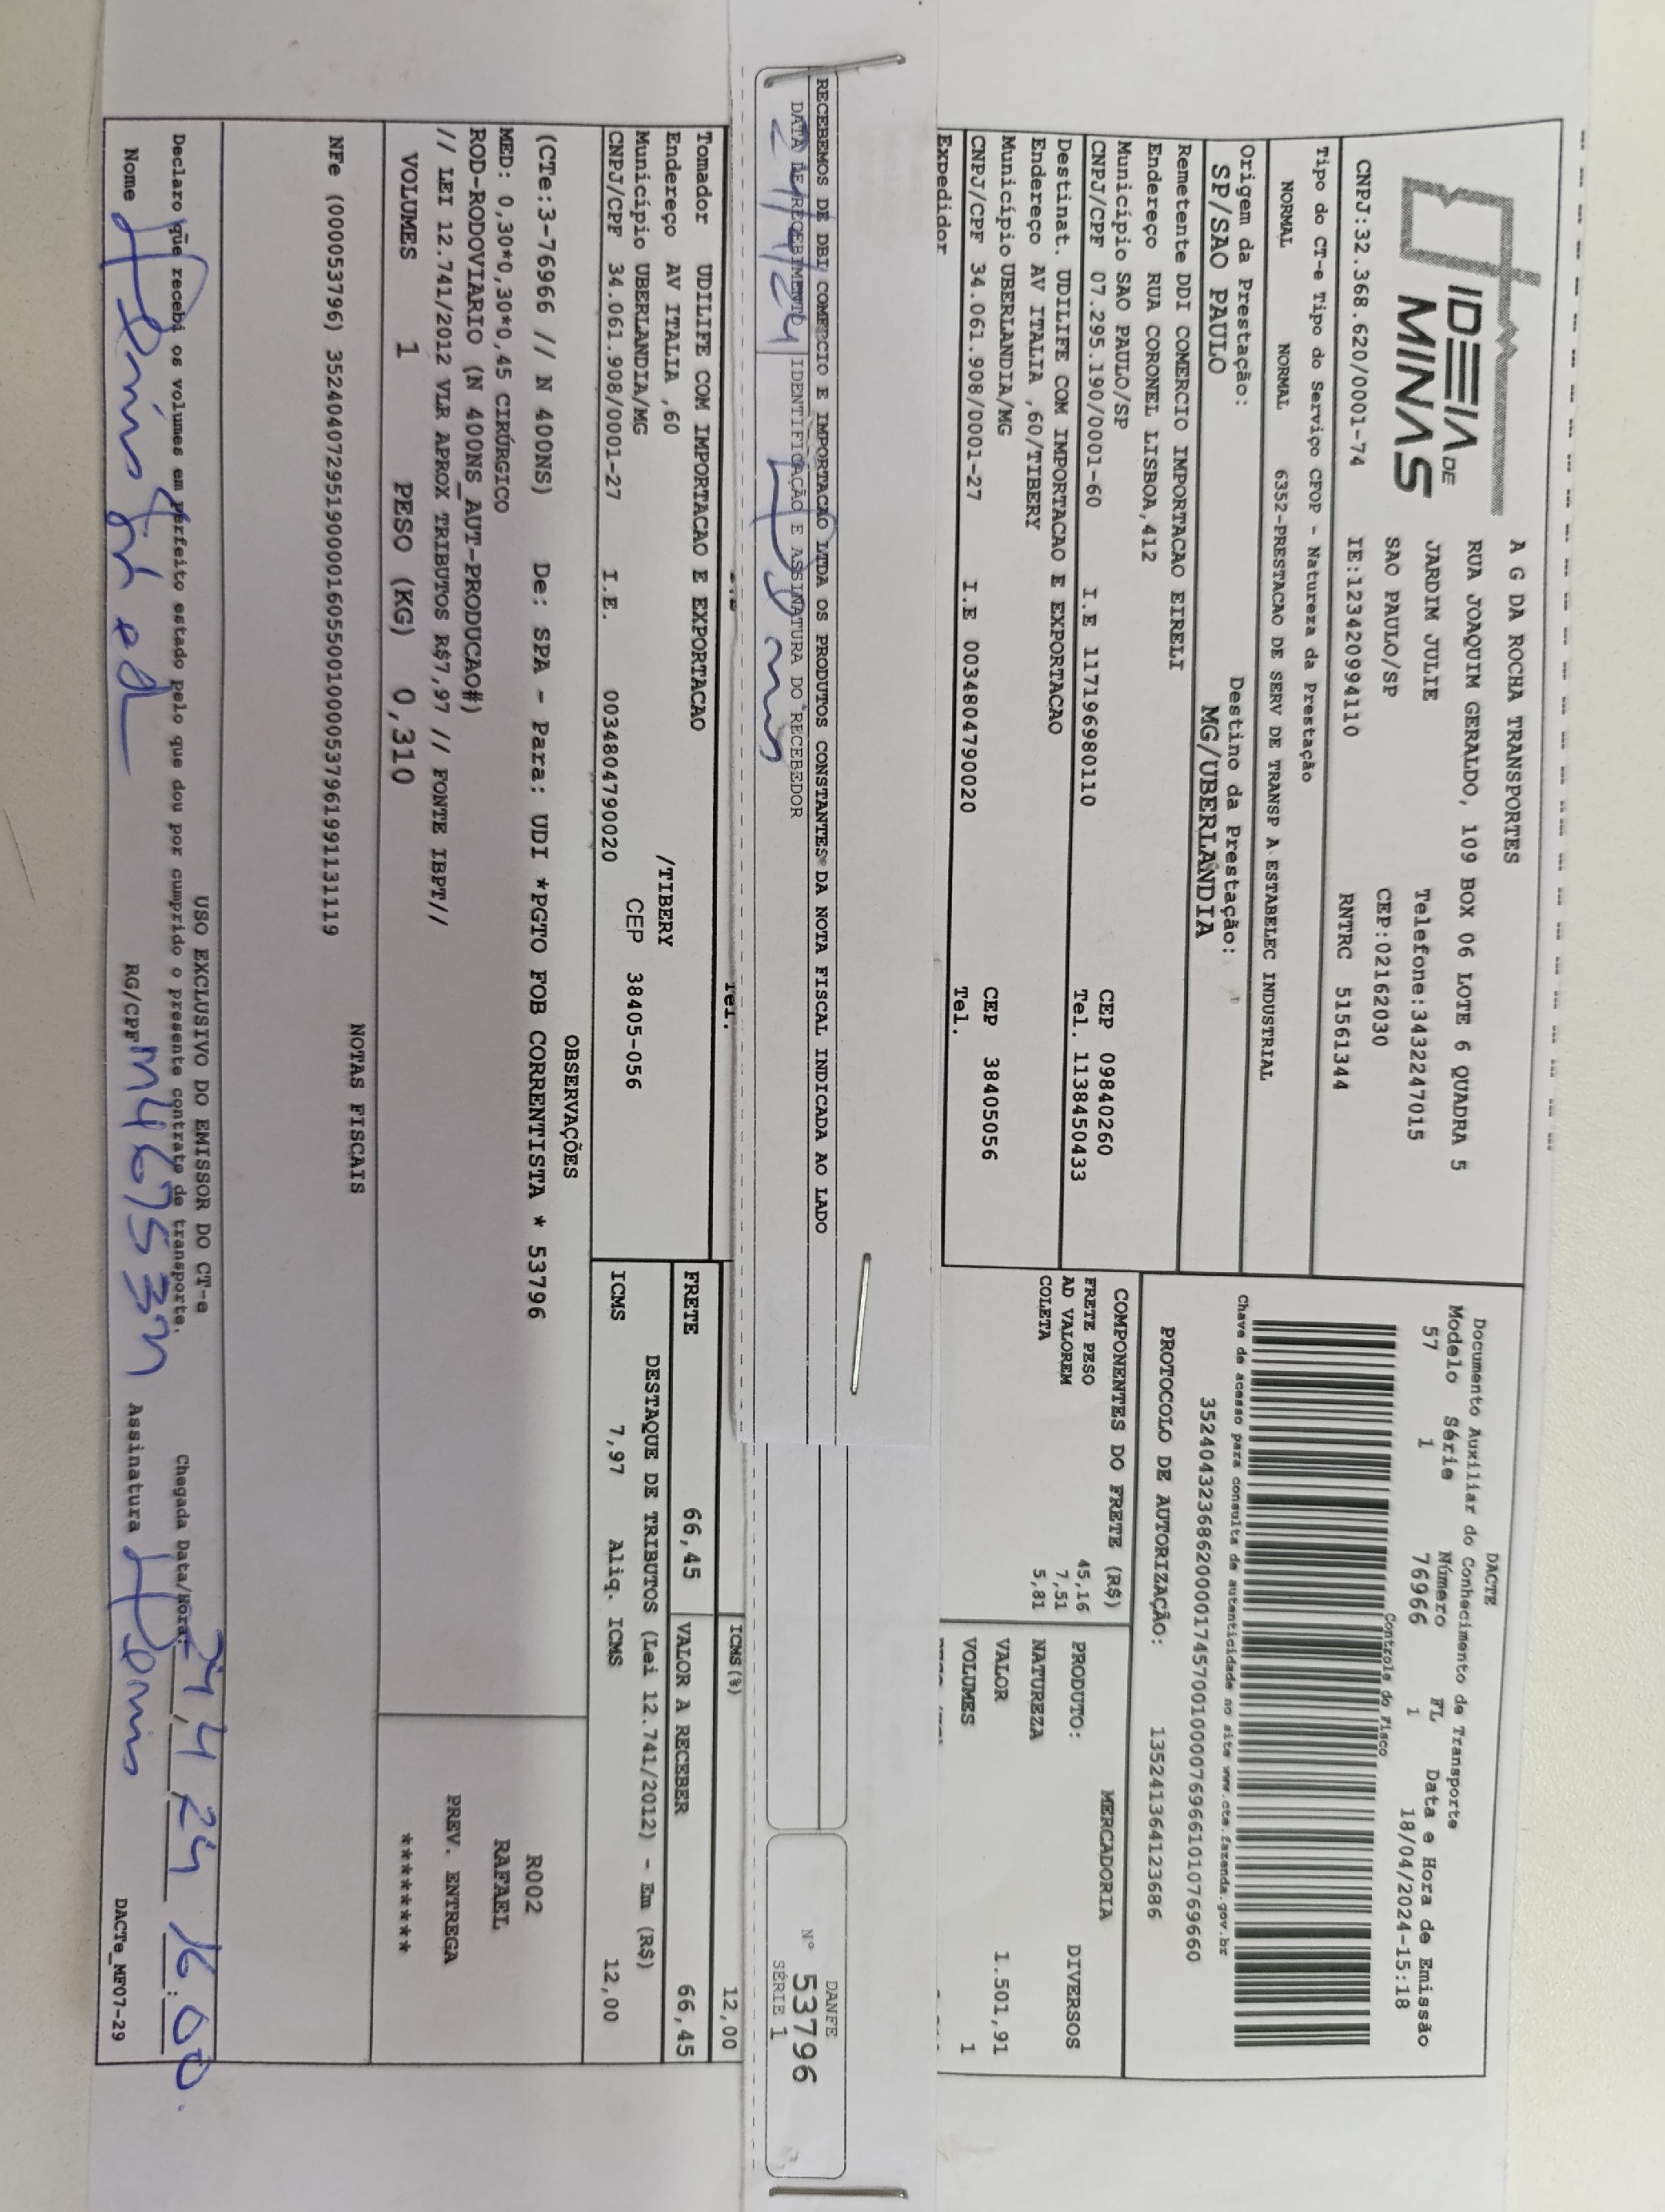 IDEIA DE
MINAS
A G DA ROCHA TRANSPORTES
RUA JOAQUIM GERALDO, 109 BOX 06 LOTE 6 QUADRA 5
JARDIM JULIE Telefone:3432247015
SAO PAULO/SP CEP:02162030
CNPJ:32.368.620/0001-74 IE:123420994110 RNTRC 51561344
DACTE
Documento Auxiliar do Conhecimento de Transporte
Modelo Série Número FL Data e Hora de Emissão
57 1 76966 1 18/04/2024-15:18
Controle do Fisco
Tipo do CT-e Tipo do Serviço CFOP - Natureza da Prestação
NORMAL NORMAL 6352-PRESTACAO DE SERV DE TRANSP A ESTABELEC INDUSTRIAL
Origem da Prestação: Destino da Prestação:
SP/SAO PAULO MG/UBERLANDIA
Chave de acesso para consulta de autenticidade no site www.cte.fazenda.gov.br
35240432368620000174570010000769661010769660
PROTOCOLO DE AUTORIZAÇÃO: 135241364123686
Remetente DDI COMERCIO IMPORTACAO EIRELI
Endereço RUA CORONEL LISBOA,412
Município SAO PAULO/SP CEP 09840260
CNPJ/CPF 07.295.190/0001-60 I.E 117196980110 Tel. 1138450433
Destinat. UDILIFE COM IMPORTACAO E EXPORTACAO
Endereço AV ITALIA ,60/TIBERY
Município UBERLANDIA/MG CEP 38405056
CNPJ/CPF 34.061.908/0001-27 I.E 0034804790020 Tel.
Expedidor
COMPONENTES DO FRETE (R$)
FRETE PESO 45,16
AD VALOREM 7,51
COLETA 5,81
MERCADORIA
PRODUTO: DIVERSOS
NATUREZA
VALOR 1.501,91
VOLUMES 1
RECEBEMOS DE DBI COMERCIO E IMPORTACAO LTDA OS PRODUTOS CONSTANTES DA NOTA FISCAL INDICADA AO LADO
DATA DE RECEBIMENTO IDENTIFICAÇÃO E ASSINATURA DO RECEBEDOR
24/4/24
DANFE
N° 53796
SÉRIE 1
Tel.
ICMS(%) 12,00
Tomador UDILIFE COM IMPORTACAO E EXPORTACAO
Endereço AV ITALIA ,60 /TIBERY
Município UBERLANDIA/MG CEP 38405-056
CNPJ/CPF 34.061.908/0001-27 I.E. 0034804790020
FRETE 66,45 VALOR A RECEBER 66,45
DESTAQUE DE TRIBUTOS (Lei 12.741/2012) - Em (R$)
ICMS 7,97 Aliq. ICMS 12,00
OBSERVAÇÕES
(CTe:3-76966 // N 400NS) De: SPA - Para: UDI *PGTO FOB CORRENTISTA * 53796
MED: 0,30*0,30*0,45 CIRÚRGICO
ROD-RODOVIARIO (N 400NS_AUT-PRODUCAO#)
// LEI 12.741/2012 VLR APROX TRIBUTOS R$7,97 // FONTE IBPT//
R002
RAFAEL
PREV. ENTREGA
*******
VOLUMES 1 PESO (KG) 0,310
NOTAS FISCAIS
NFe (000053796) 35240407295190000160550010000537961991131119
USO EXCLUSIVO DO EMISSOR DO CT-e
Declaro que recebi os volumes em perfeito estado pelo que dou por cumprido o presente contrato de transporte.
Chegada Data/Hora: 24/4/24 16:00
Nome RG/CPF Assinatura
DACTe_MF07-29